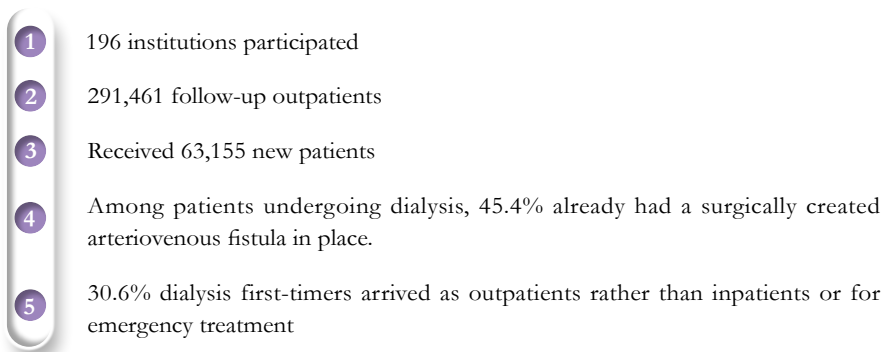 1 196 institutions participated
2 291,461 follow-up outpatients
3 Received 63,155 new patients
4 Among patients undergoing dialysis, 45.4% already had a surgically created
arteriovenous fistula in place.
5 30.6% dialysis first-timers arrived as outpatients rather than inpatients or for
emergency treatment